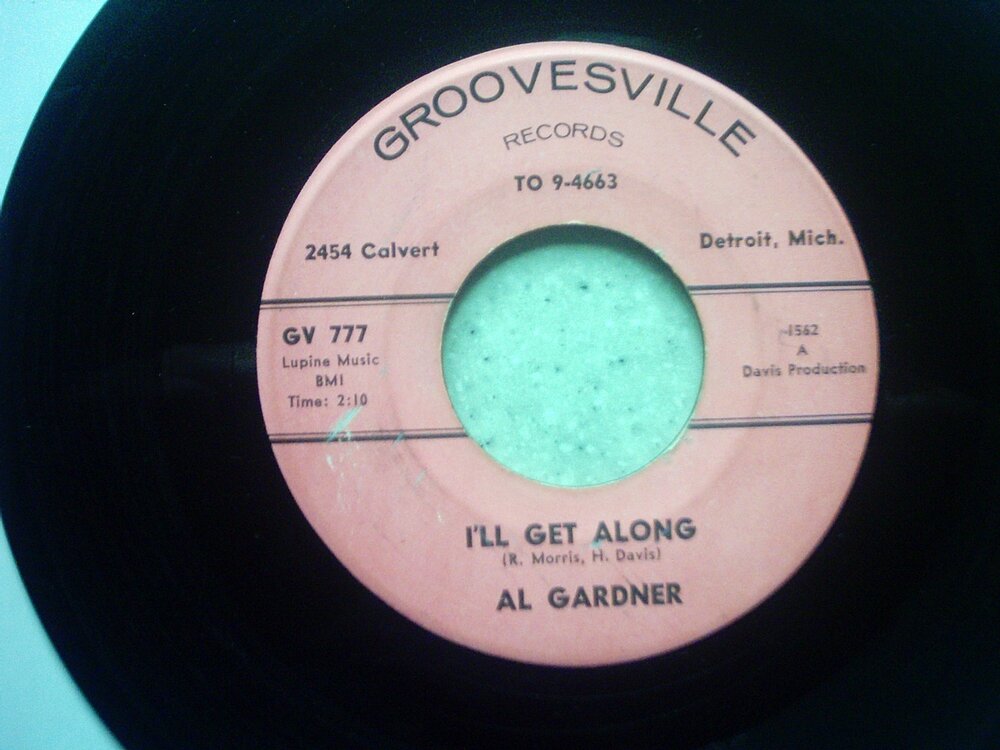 GROOVESVILLE
RECORDS
TO 9-4663
2454 Calvert
Detroit, Mich.
GV 777
Lupine Music
BMI
Time: 2:10
-1562
A
Davis Production
I'LL GET ALONG
(R. Morris, H. Davis)
AL GARDNER